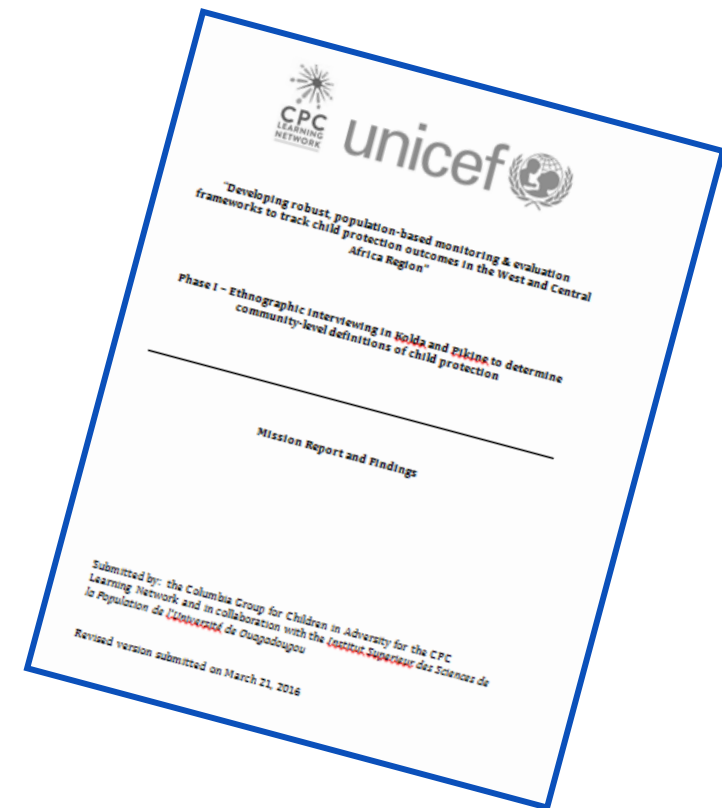 CPC
LEARNING
NETWORK
unicef
"Developing robust, population-based monitoring & evaluation
frameworks to track child protection outcomes in the West and Central
Africa Region"
Phase I – Ethnographic interviewing in Kolda and Pikine to determine
community-level definitions of child protection
Mission Report and Findings
Submitted by: the Columbia Group for Children in Adversity for the CPC
Learning Network and in collaboration with the Institut Superieur des Sciences de
la Population de l'Université de Ouagadougou
Revised version submitted on March 21, 2016